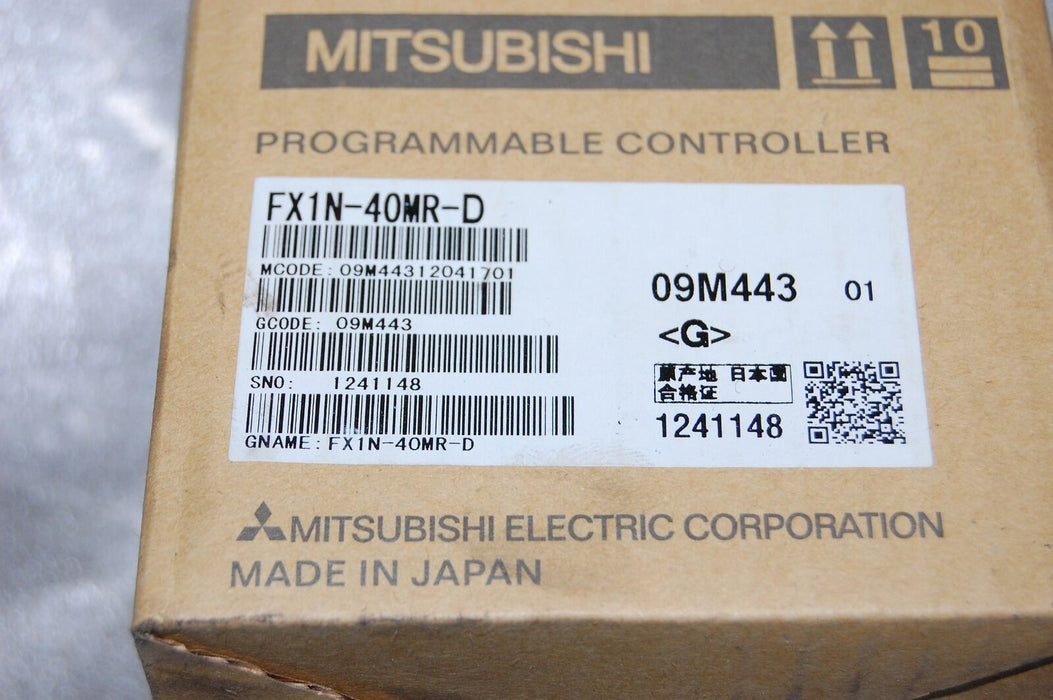 MITSUBISHI
10
PROGRAMMABLE CONTROLLER
FX1N-40MR-D
MCODE: 09M44312041701
GCODE: 09M443
SNO: 1241148
GNAME: FX1N-40MR-D
09M443 01
<G>
原产地 日本国
合格证
1241148
MITSUBISHI ELECTRIC CORPORATION
MADE IN JAPAN